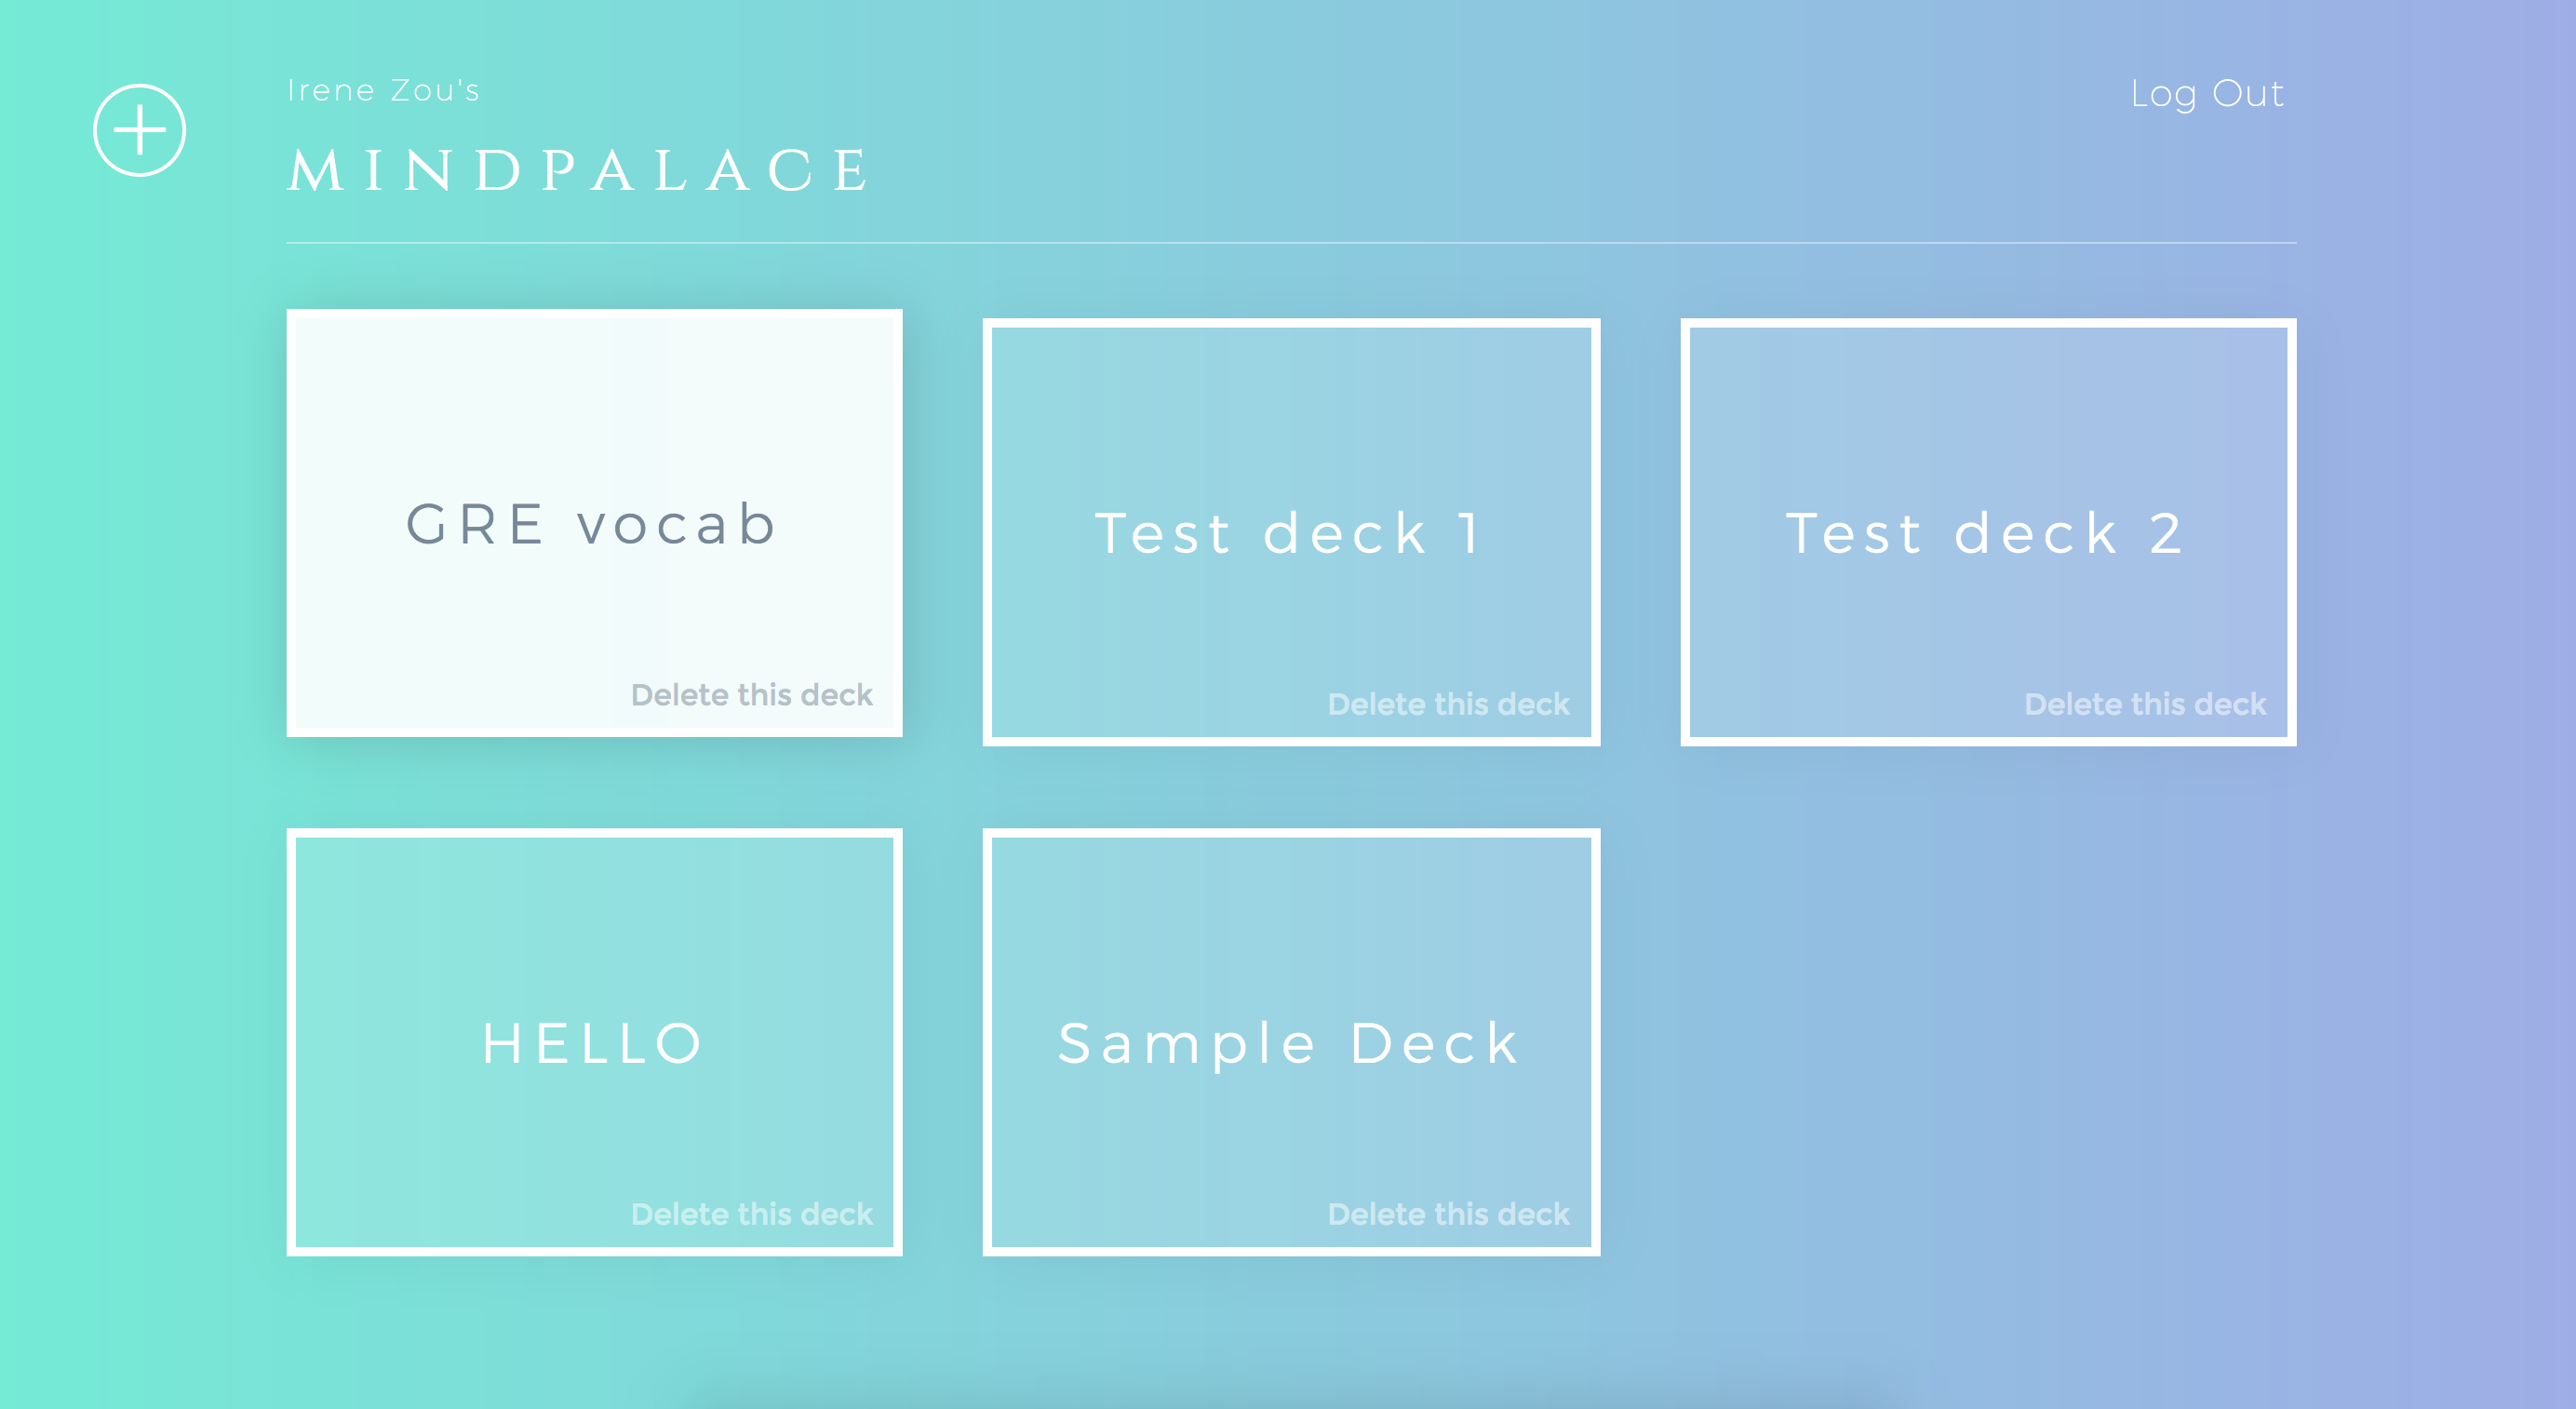 Irene Zou's
Log Out
MINDPALACE
GRE vocab
Delete this deck
Test deck 1
Delete this deck
Test deck 2
Delete this deck
HELLO
Delete this deck
Sample Deck
Delete this deck